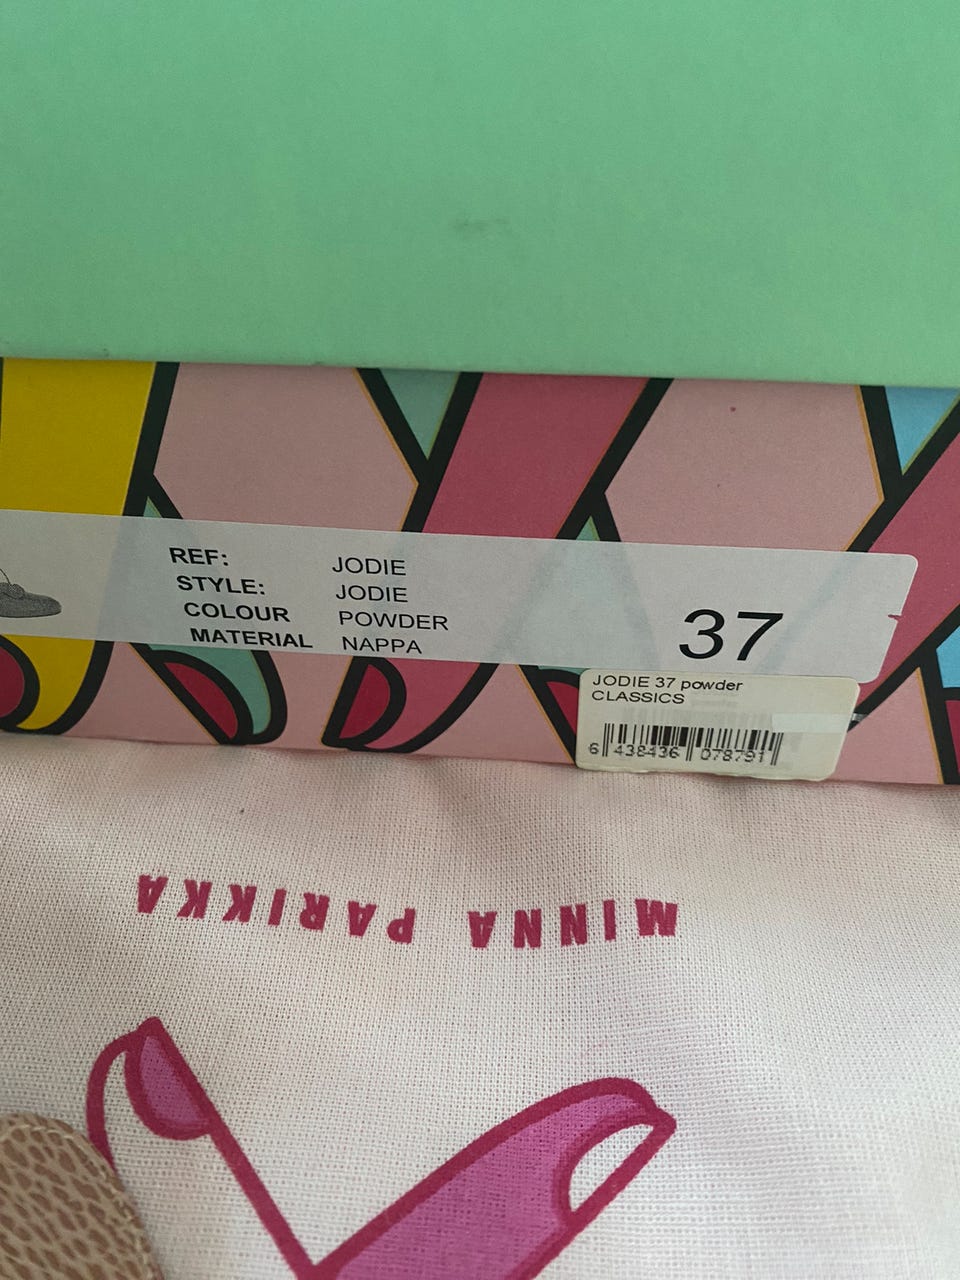 REF: JODIE
STYLE: JODIE
COLOUR POWDER
MATERIAL NAPPA
37
JODIE 37 powder
CLASSICS
6 438436 078791
MINNA PARIKKA